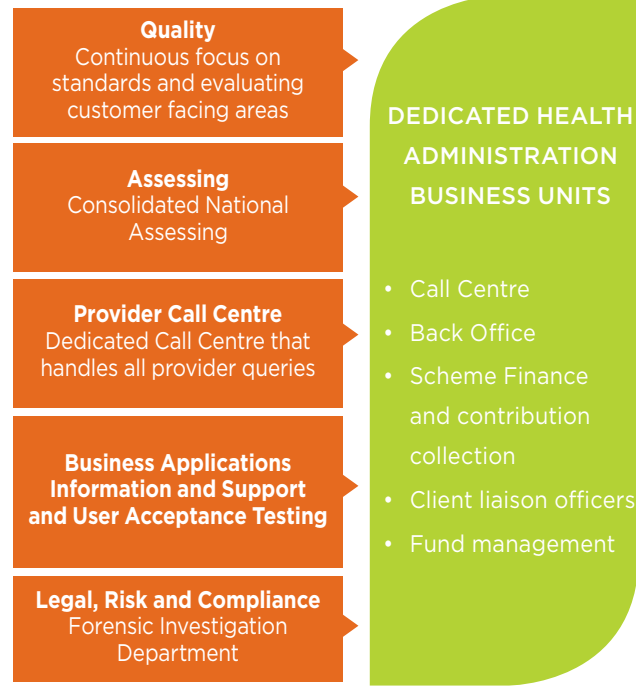 Quality
Continuous focus on
standards and evaluating
customer facing areas
Assessing
Consolidated National
Assessing
Provider Call Centre
Dedicated Call Centre that
handles all provider queries
Business Applications
Information and Support
and User Acceptance Testing
Legal, Risk and Compliance
Forensic Investigation
Department
DEDICATED HEALTH
ADMINISTRATION
BUSINESS UNITS
• Call Centre
• Back Office
• Scheme Finance
and contribution
collection
• Client liaison officers
• Fund management